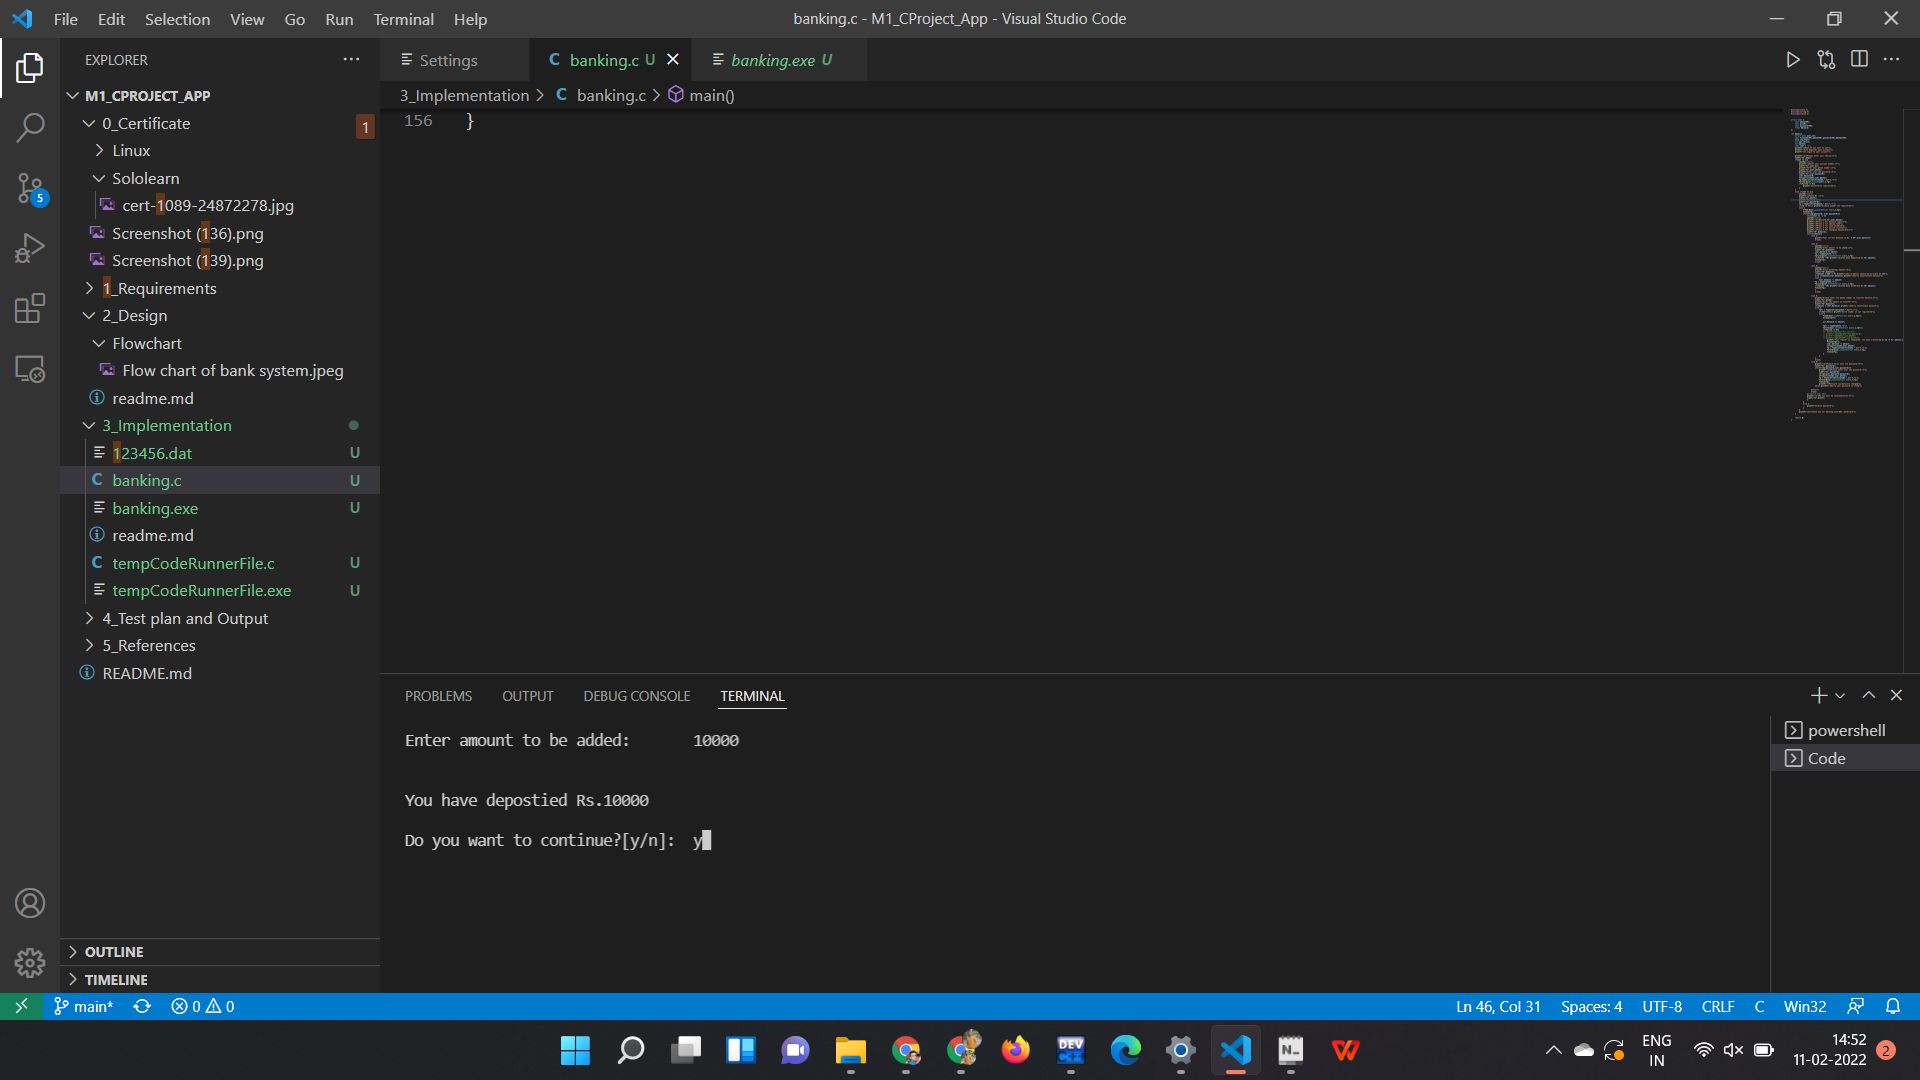 File Edit Selection View Go Run Terminal Help
banking.c - M1_CProject_App - Visual Studio Code
EXPLORER
M1_CPROJECT_APP
0_Certificate
1
Linux
Sololearn
cert-1089-24872278.jpg
Screenshot (136).png
Screenshot (139).png
1_Requirements
2_Design
Flowchart
Flow chart of bank system.jpeg
readme.md
3_Implementation
123456.dat U
banking.c U
banking.exe U
readme.md
tempCodeRunnerFile.c U
tempCodeRunnerFile.exe U
4_Test plan and Output
5_References
README.md
OUTLINE
TIMELINE
5
Settings
C banking.c U
banking.exe U
3_Implementation > C banking.c > main()
156 }
PROBLEMS OUTPUT DEBUG CONSOLE TERMINAL
Enter amount to be added: 10000
You have depostied Rs.10000
Do you want to continue?[y/n]: y
powershell
Code
main* 0 0
Ln 46, Col 31 Spaces: 4 UTF-8 CRLF C Win32
DEV
ENG
IN
14:52
11-02-2022
2